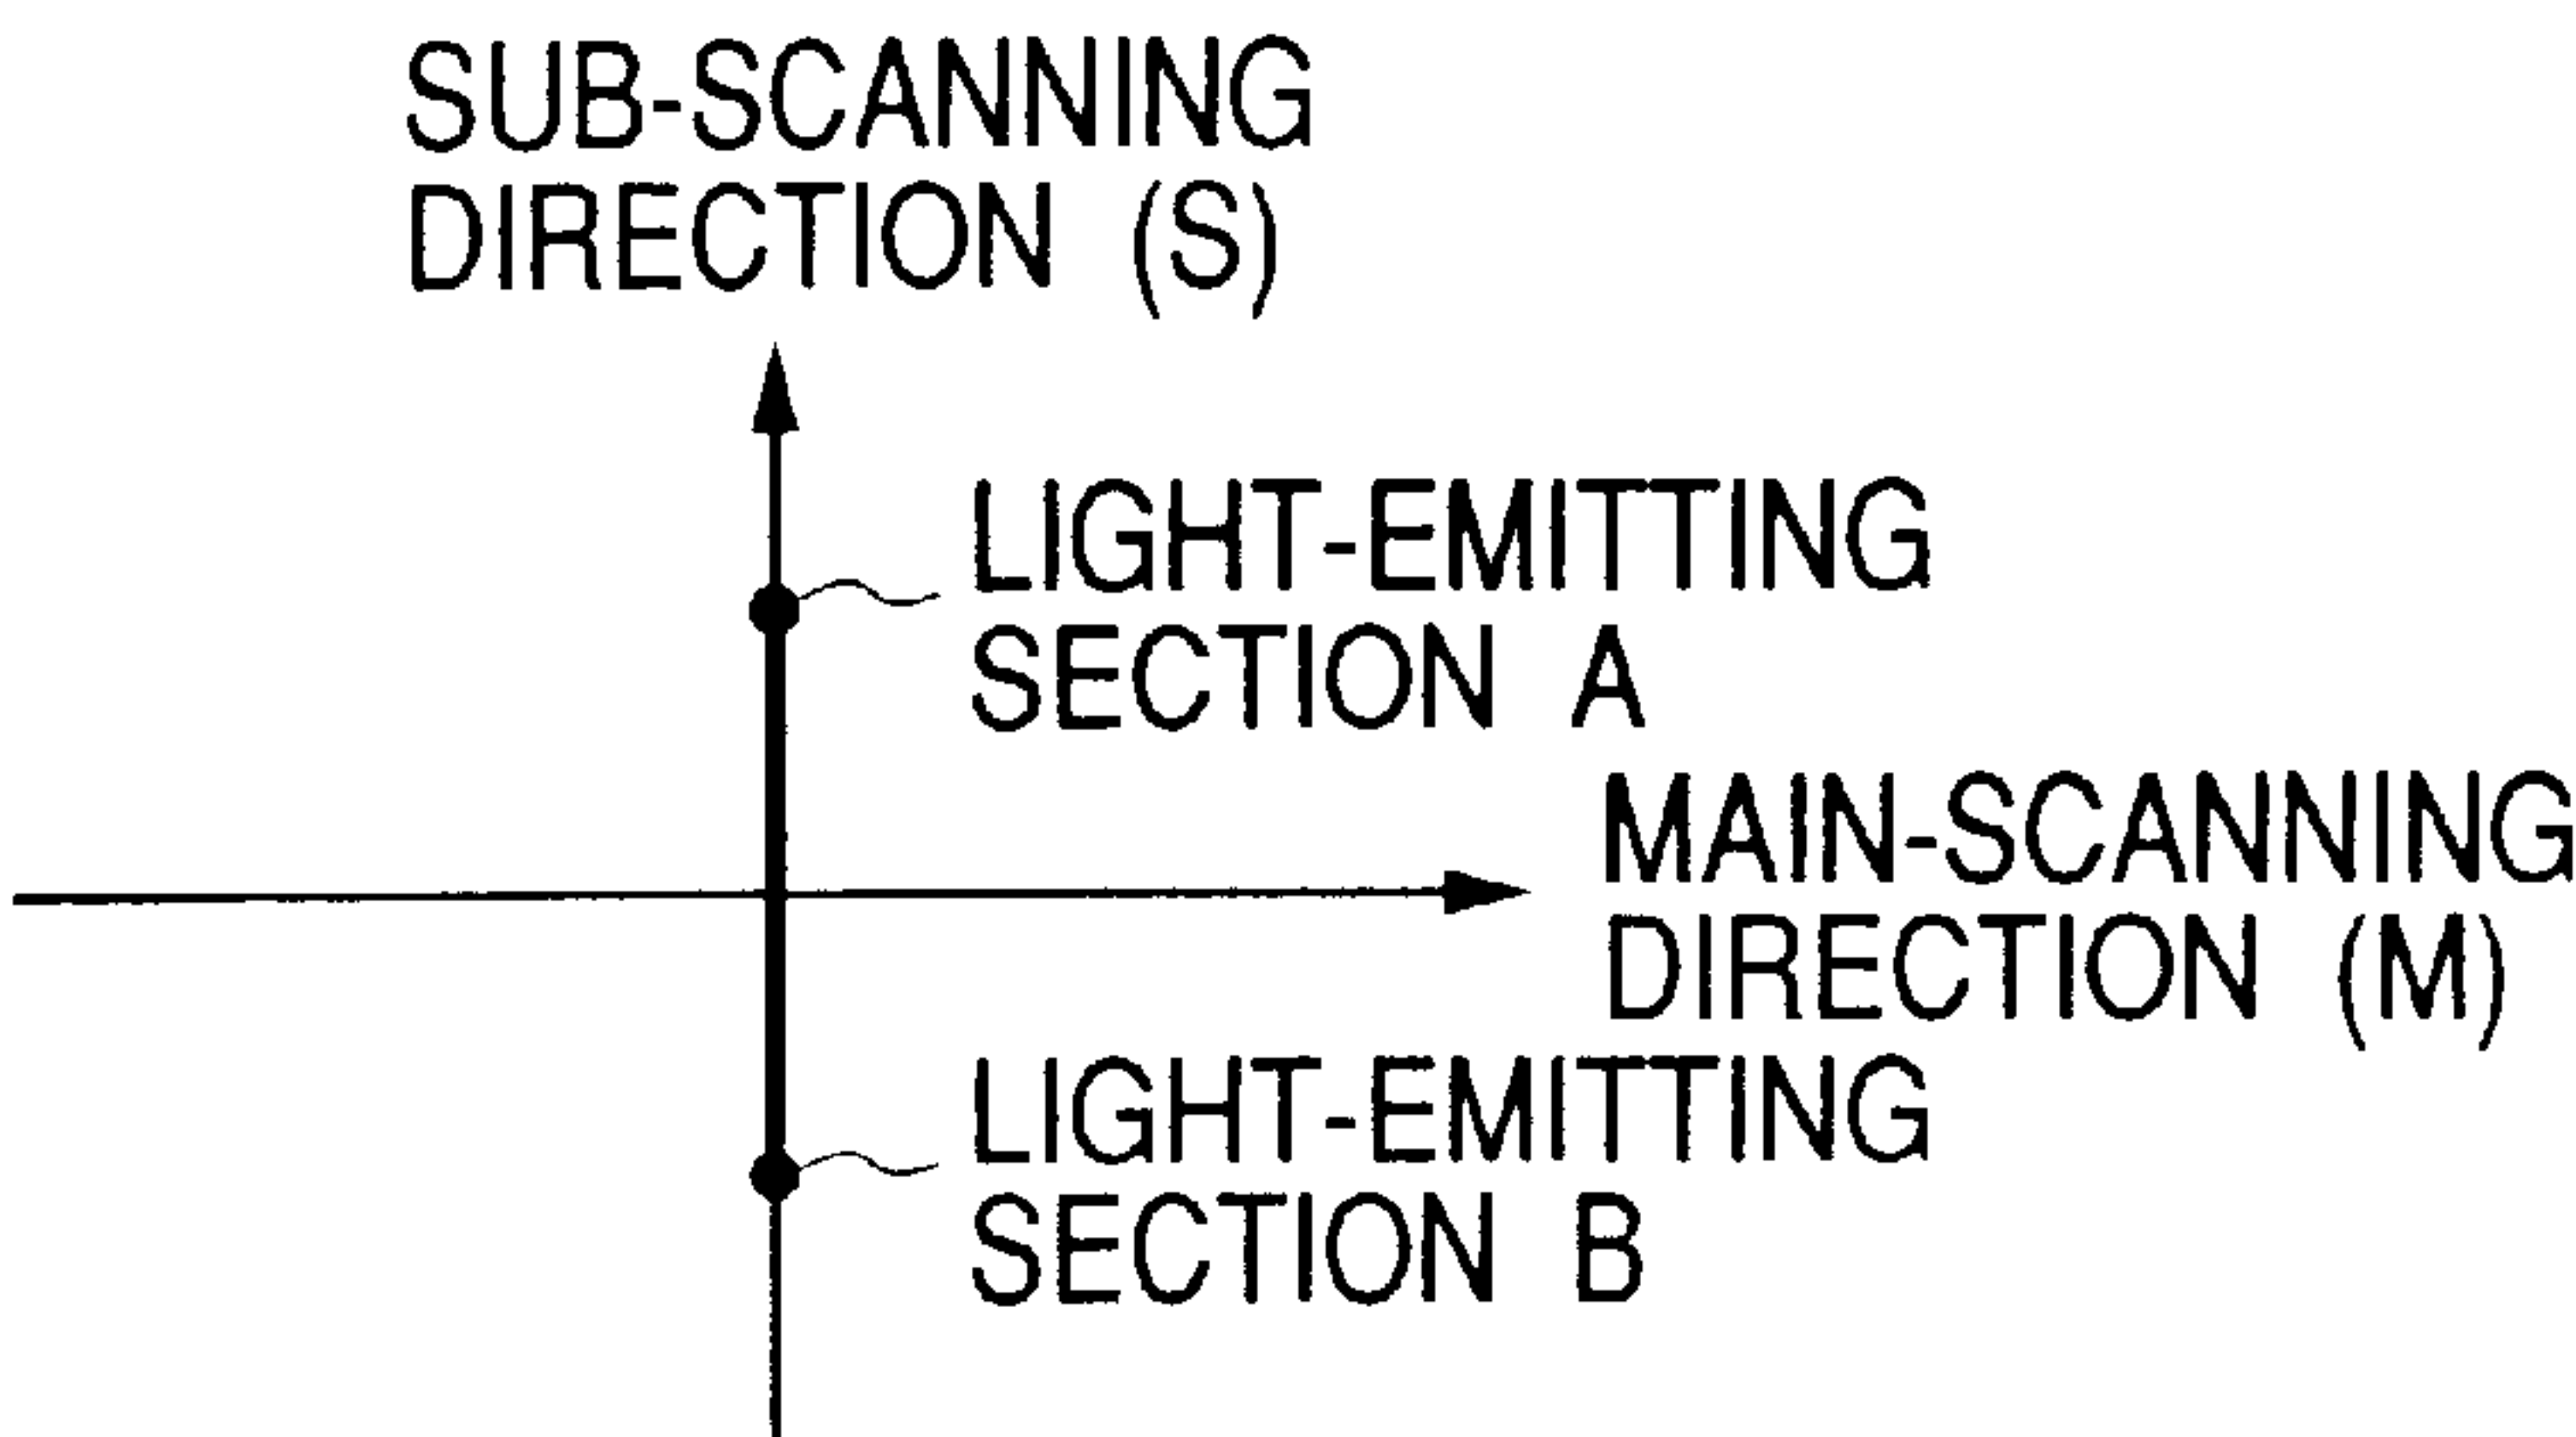 SUB-SCANNING
DIRECTION (S)
LIGHT-EMITTING
SECTION A
MAIN-SCANNING
DIRECTION (M)
LIGHT-EMITTING
SECTION B